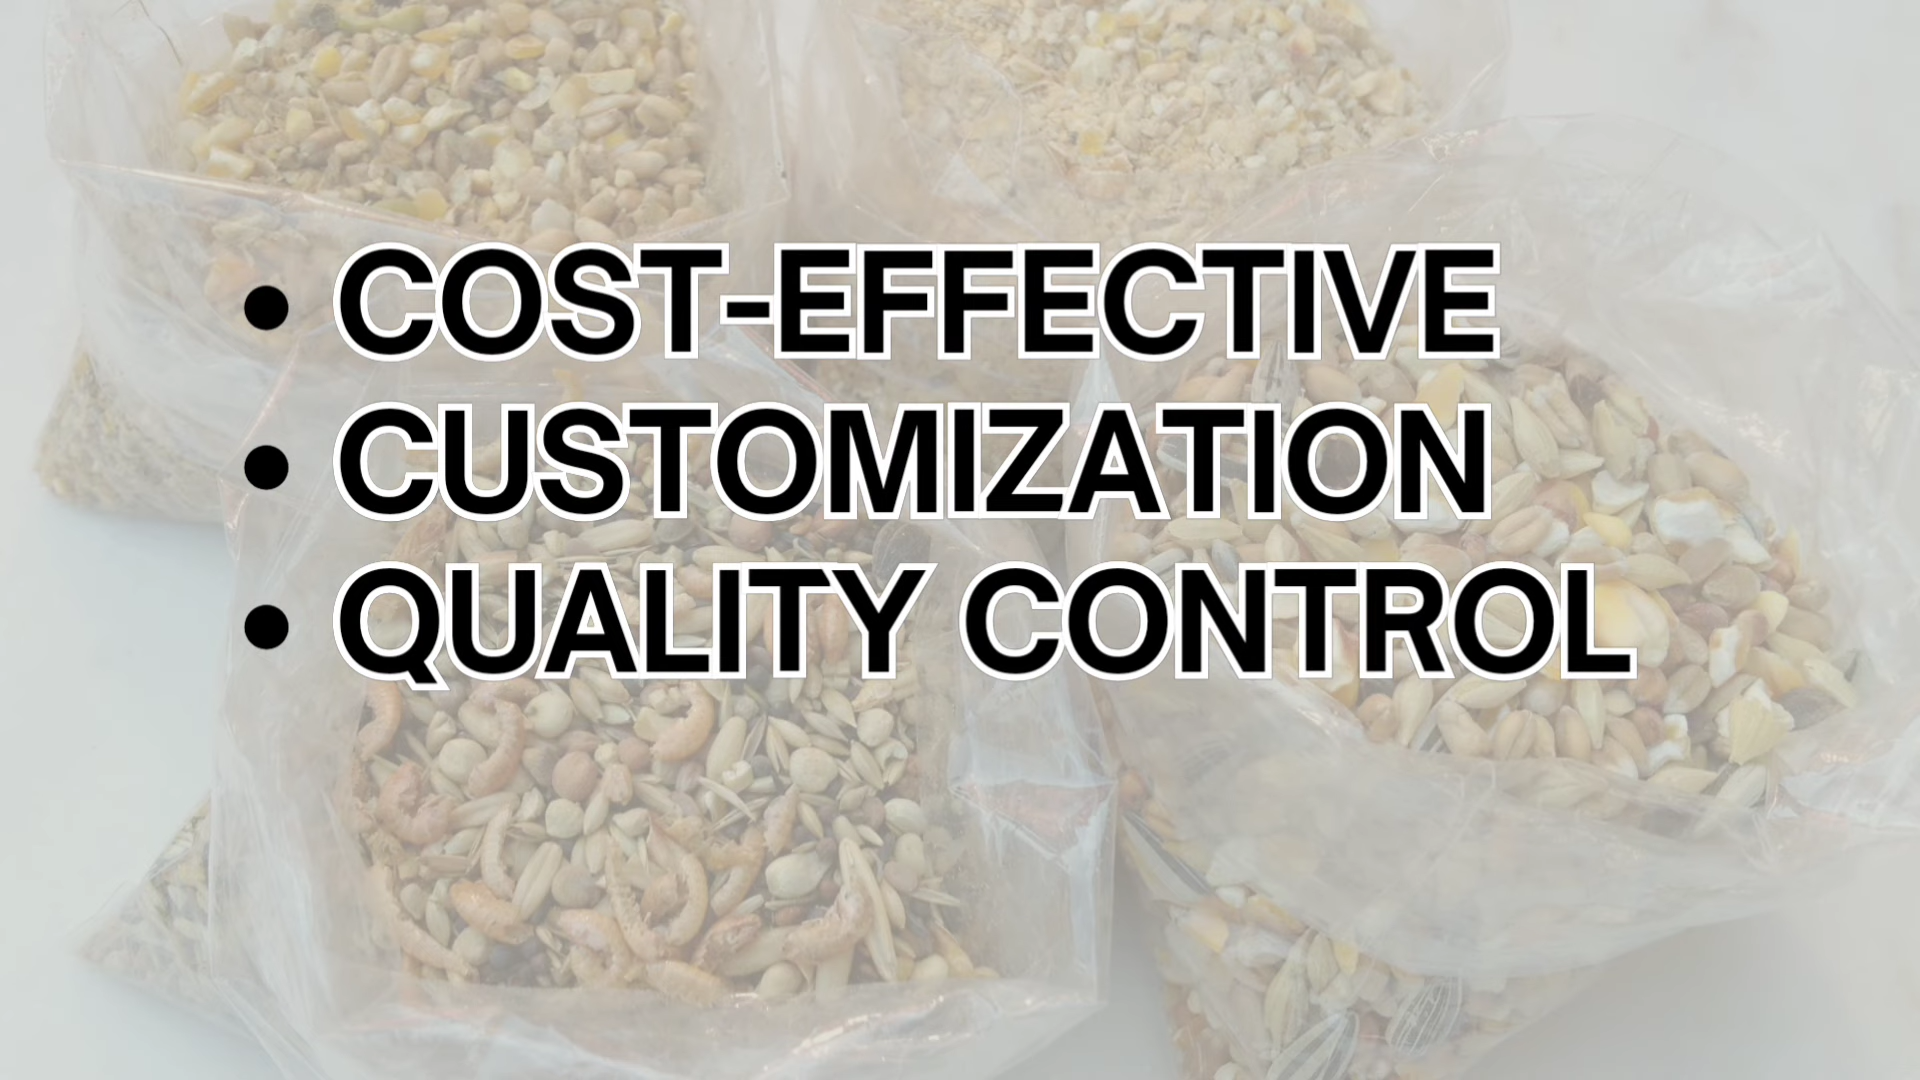 • COST-EFFECTIVE
• CUSTOMIZATION
• QUALITY CONTROL